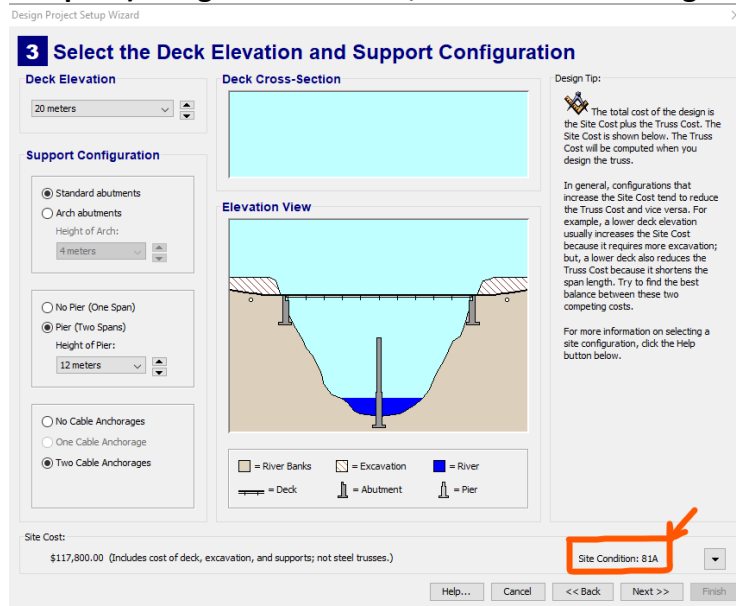 Design Project Setup Wizard
3 Select the Deck Elevation and Support Configuration
Deck Elevation
20 meters
Support Configuration
Standard abutments
Arch abutments
Height of Arch:
4 meters
No Pier (One Span)
Pier (Two Spans)
Height of Pier:
12 meters
No Cable Anchorages
One Cable Anchorage
Two Cable Anchorages
Deck Cross-Section
Elevation View
= River Banks
= Excavation
= River
= Deck
= Abutment
= Pier
Design Tip:
The total cost of the design is
the Site Cost plus the Truss Cost. The
Site Cost is shown below. The Truss
Cost will be computed when you
design the truss.
In general, configurations that
increase the Site Cost tend to reduce
the Truss Cost and vice versa. For
example, a lower deck elevation
usually increases the Site Cost
because it requires more excavation;
but, a lower deck also reduces the
Truss Cost because it shortens the
span length. Try to find the best
balance between these two
competing costs.
For more information on selecting a
site configuration, click the Help
button below.
Site Cost:
$117,800.00 (Includes cost of deck, excavation, and supports; not steel trusses.)
Site Condition: 81A
Help...
Cancel
<< Back
Next >>
Finish